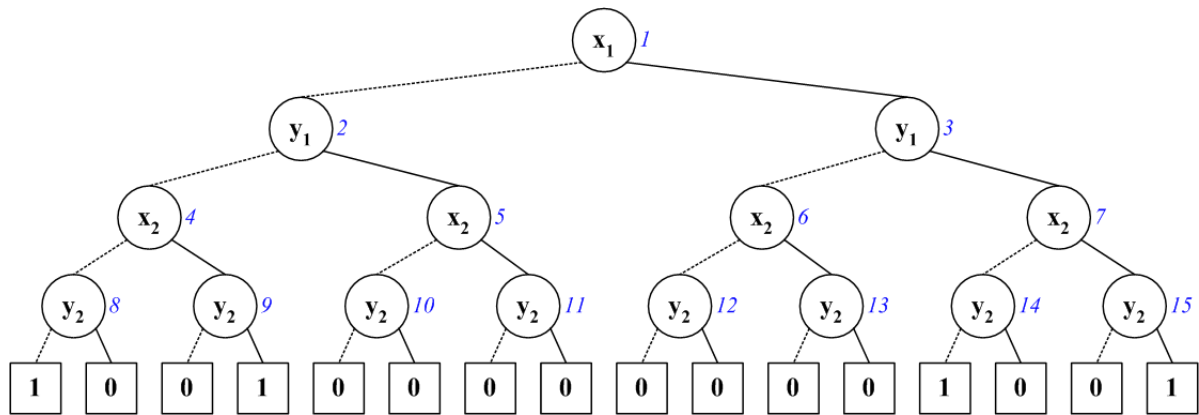 x₁ 1
y₁ 2 y₁ 3
x₂ 4 x₂ 5 x₂ 6 x₂ 7
y₂ 8 y₂ 9 y₂ 10 y₂ 11 y₂ 12 y₂ 13 y₂ 14 y₂ 15
1 0 0 1 0 0 0 0 0 0 0 0 1 0 0 1